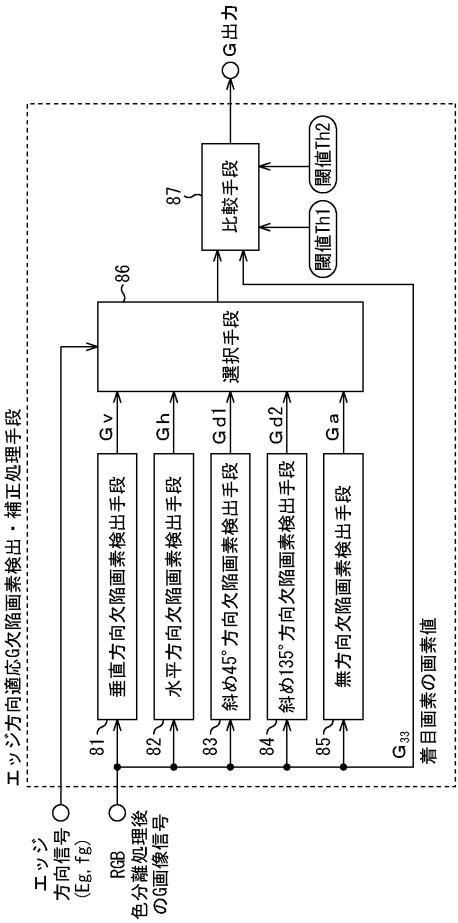 エッジ方向適応G欠陥画素検出・補正処理手段
エッジ
方向信号
(Eg, fg)
RGB
色分離処理後
のG画像信号
81
垂直方向欠陥画素検出手段
Gv
82
水平方向欠陥画素検出手段
Gh
83
斜め45°方向欠陥画素検出手段
Gd1
84
斜め135°方向欠陥画素検出手段
Gd2
85
無方向欠陥画素検出手段
Ga
86
選択手段
87
比較手段
閾値Th1
閾値Th2
G出力
G33
着目画素の画素値